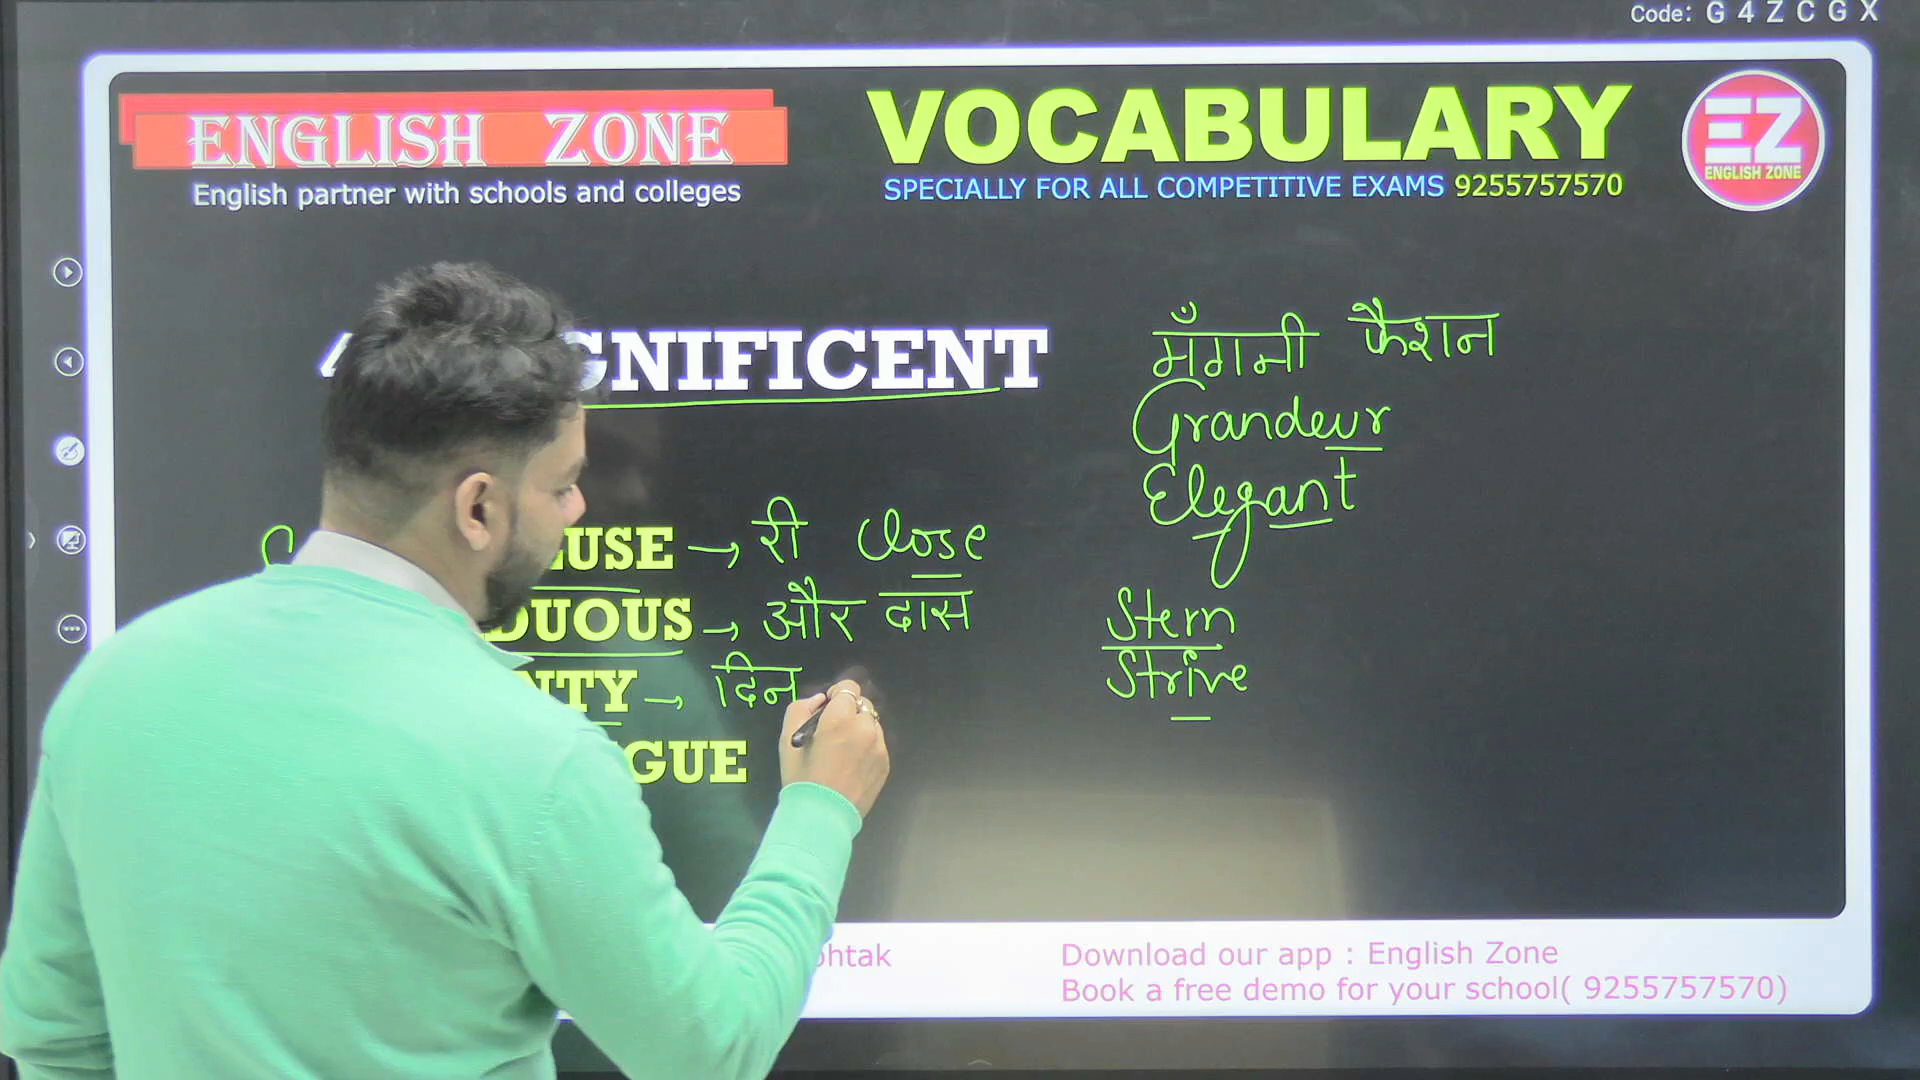 Code: G 4 Z C G X
ENGLISH ZONE
English partner with schools and colleges
VOCABULARY
SPECIALLY FOR ALL COMPETITIVE EXAMS 9255757570
EZ
ENGLISH ZONE
GNIFICENT
मँगनी फैशन
Grandeur
Elegant
USE → री Close
DUOUS → और दास
Stern
NTY → दिन
Strive
GUE
ohtak
Download our app : English Zone
Book a free demo for your school( 9255757570)